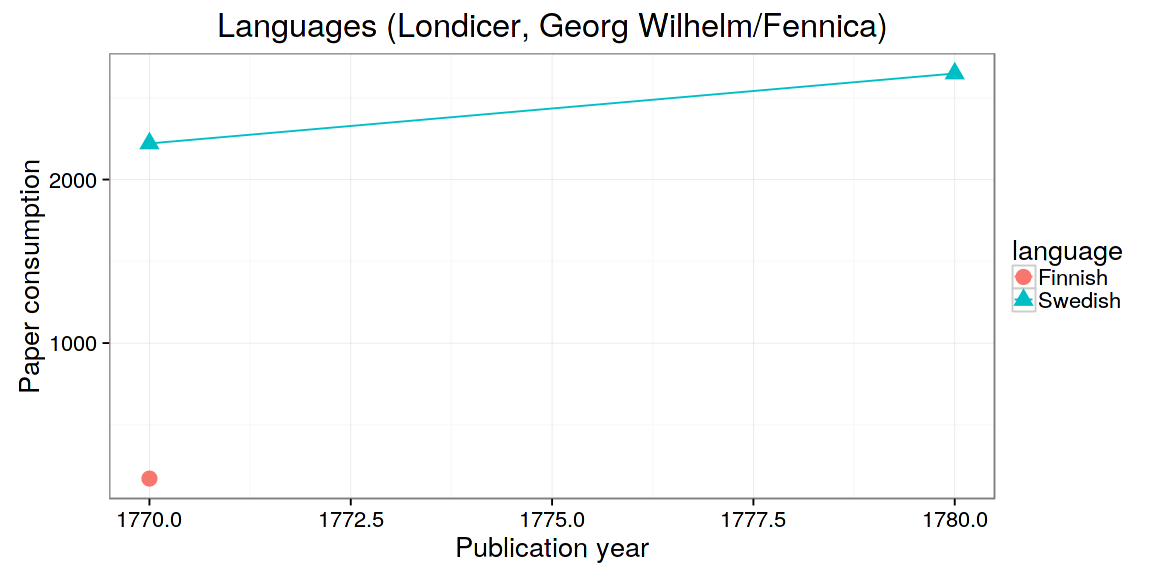 Languages (Londicer, Georg Wilhelm/Fennica)
Paper consumption
2000
1000
1770.0 1772.5 1775.0 1777.5 1780.0
Publication year
language
Finnish
Swedish